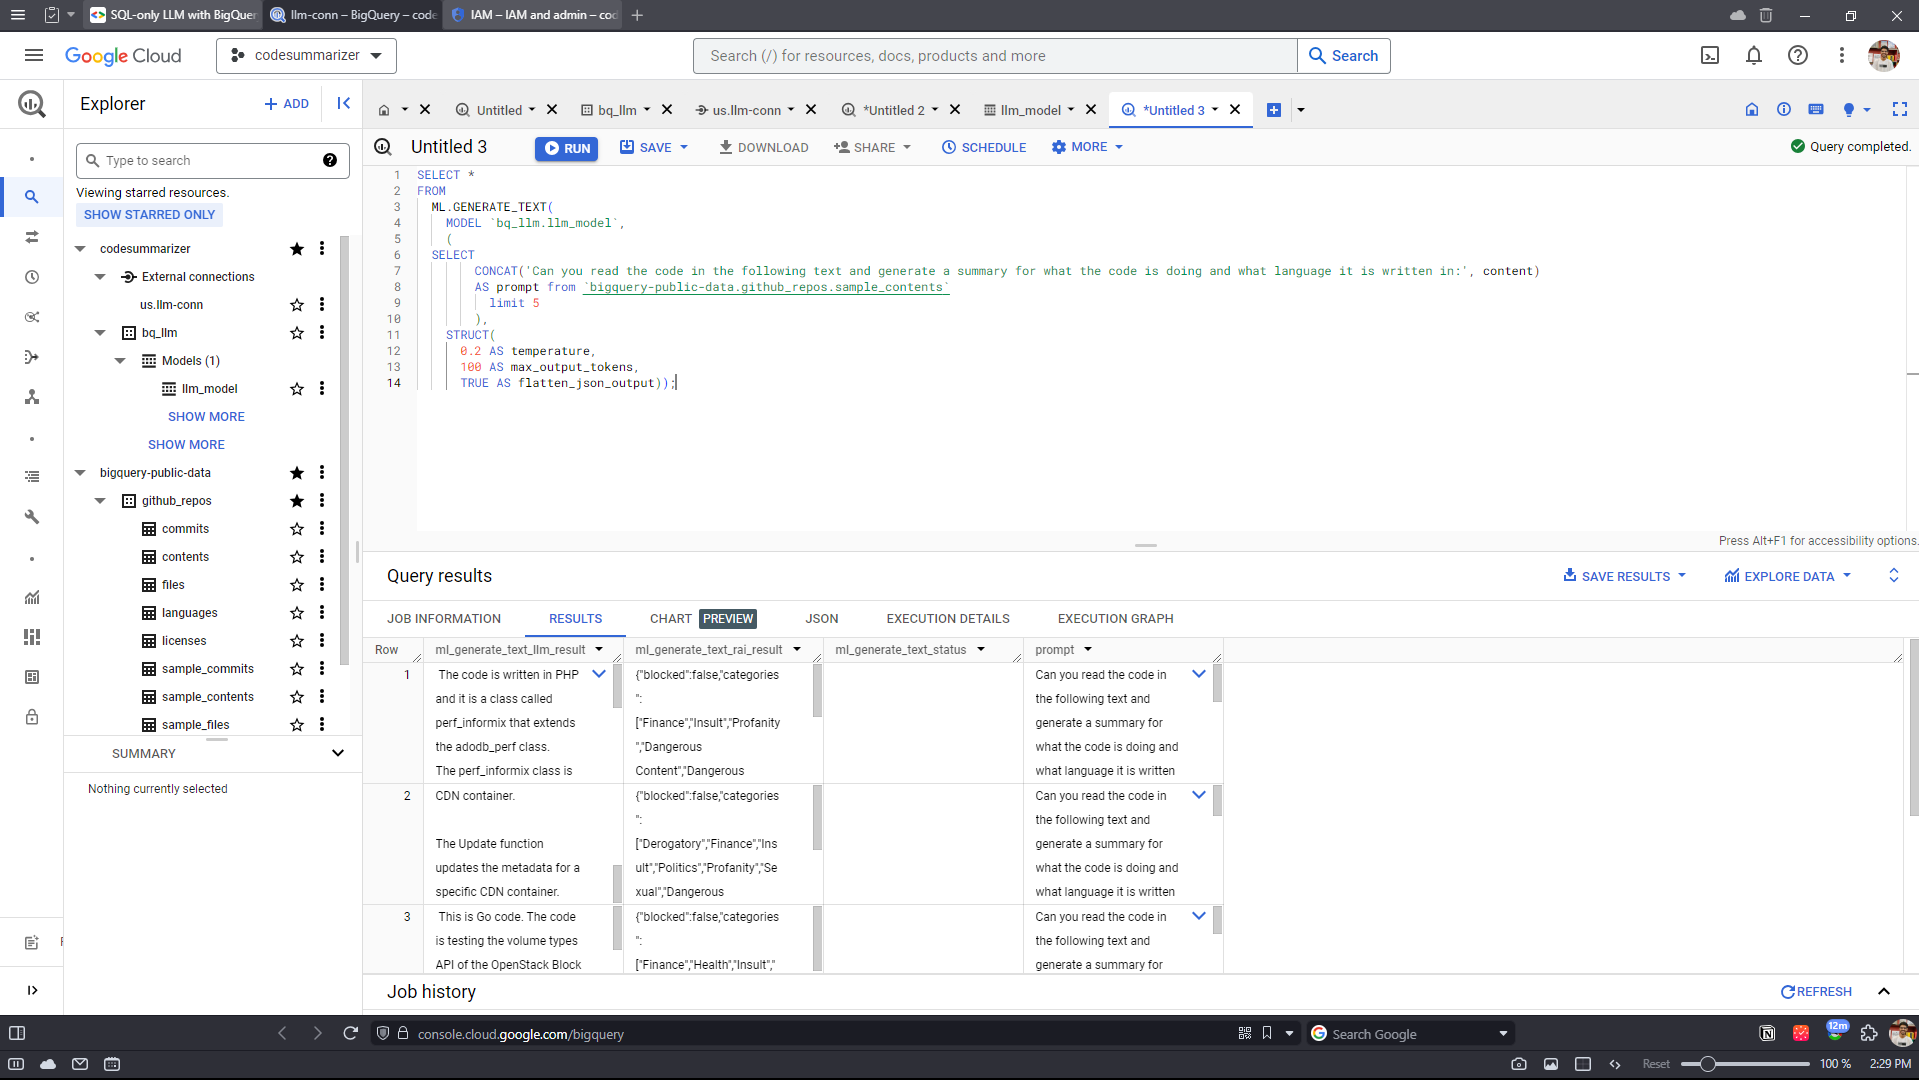 SQL-only LLM with BigQuer
llm-conn – BigQuery – code
IAM – IAM and admin – cod
Google Cloud
codesummarizer
Search (/) for resources, docs, products and more
Search
Explorer
ADD
Type to search
Viewing starred resources.
SHOW STARRED ONLY
codesummarizer
External connections
us.llm-conn
bq_llm
Models (1)
llm_model
SHOW MORE
SHOW MORE
bigquery-public-data
github_repos
commits
contents
files
languages
licenses
sample_commits
sample_contents
sample_files
SUMMARY
Nothing currently selected
Untitled
bq_llm
us.llm-conn
*Untitled 2
llm_model
*Untitled 3
Untitled 3
RUN
SAVE
DOWNLOAD
SHARE
SCHEDULE
MORE
Query completed.
1 SELECT *
2 FROM
3 ML.GENERATE_TEXT(
4 MODEL `bq_llm.llm_model`,
5 (
6 SELECT
7 CONCAT('Can you read the code in the following text and generate a summary for what the code is doing and what language it is written in:', content)
8 AS prompt from `bigquery-public-data.github_repos.sample_contents`
9 limit 5
10 ),
11 STRUCT(
12 0.2 AS temperature,
13 100 AS max_output_tokens,
14 TRUE AS flatten_json_output));
Press Alt+F1 for accessibility options.
Query results
SAVE RESULTS
EXPLORE DATA
JOB INFORMATION
RESULTS
CHART PREVIEW
JSON
EXECUTION DETAILS
EXECUTION GRAPH
Row
ml_generate_text_llm_result
ml_generate_text_rai_result
ml_generate_text_status
prompt
1
The code is written in PHP
and it is a class called
perf_informix that extends
the adodb_perf class.
The perf_informix class is
{"blocked":false,"categories
":
["Finance","Insult","Profanity
","Dangerous
Content","Dangerous
Can you read the code in
the following text and
generate a summary for
what the code is doing and
what language it is written
2
CDN container.
The Update function
updates the metadata for a
specific CDN container.
{"blocked":false,"categories
":
["Derogatory","Finance","Ins
ult","Politics","Profanity","Se
xual","Dangerous
Can you read the code in
the following text and
generate a summary for
what the code is doing and
what language it is written
3
This is Go code. The code
is testing the volume types
API of the OpenStack Block
{"blocked":false,"categories
":
["Finance","Health","Insult","
Can you read the code in
the following text and
generate a summary for
Job history
REFRESH
console.cloud.google.com/bigquery
Search Google
12m
Reset
100 %
2:29 PM